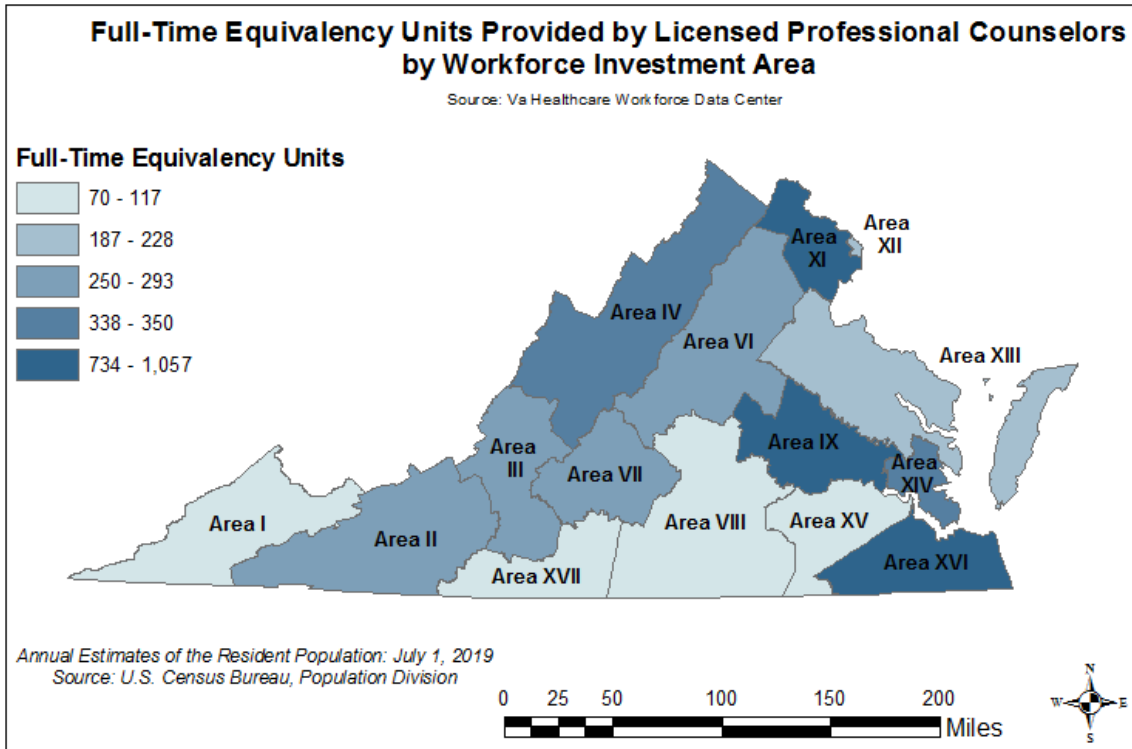 Full-Time Equivalency Units Provided by Licensed Professional Counselors
by Workforce Investment Area
Source: Va Healthcare Workforce Data Center
Full-Time Equivalency Units
70 - 117
187 - 228
250 - 293
338 - 350
734 - 1,057
Area
XII
Area
XI
Area IV
Area VI
Area XIII
Area
III
Area IX
Area VII
Area
XIV
Area I
Area II
Area VIII
Area XV
Area XVII
Area XVI
Annual Estimates of the Resident Population: July 1, 2019
Source: U.S. Census Bureau, Population Division
0 25 50 100 150 200
Miles
N
W E
S